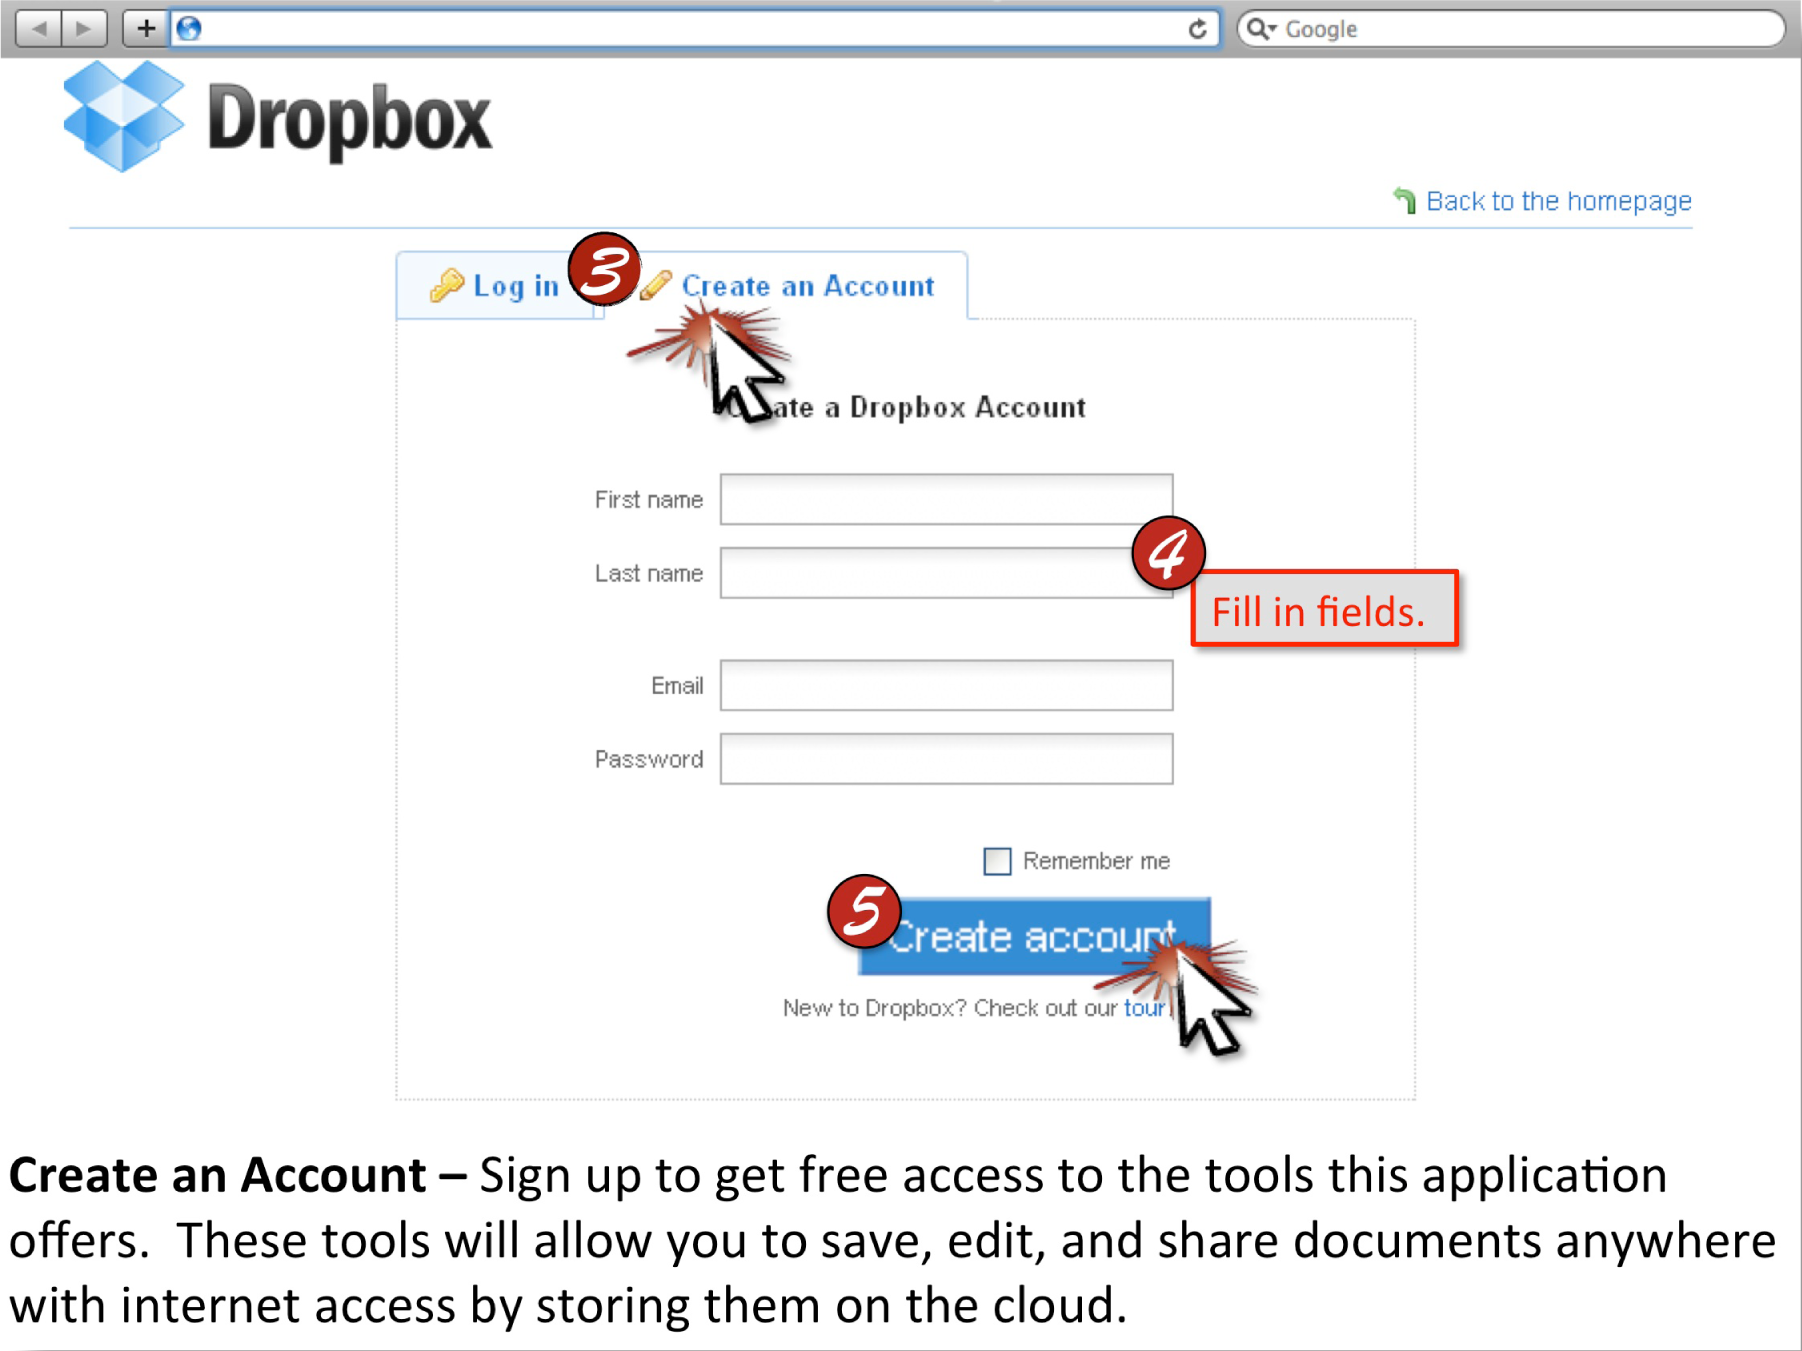 Google
Dropbox
Back to the homepage
3
Log in
Create an Account
a Dropbox Account
First name
4
Last name
Fill in fields.
Email
Password
Remember me
5
Create account
New to Dropbox? Check out our tour
Create an Account – Sign up to get free access to the tools this application
offers.  These tools will allow you to save, edit, and share documents anywhere
with internet access by storing them on the cloud.